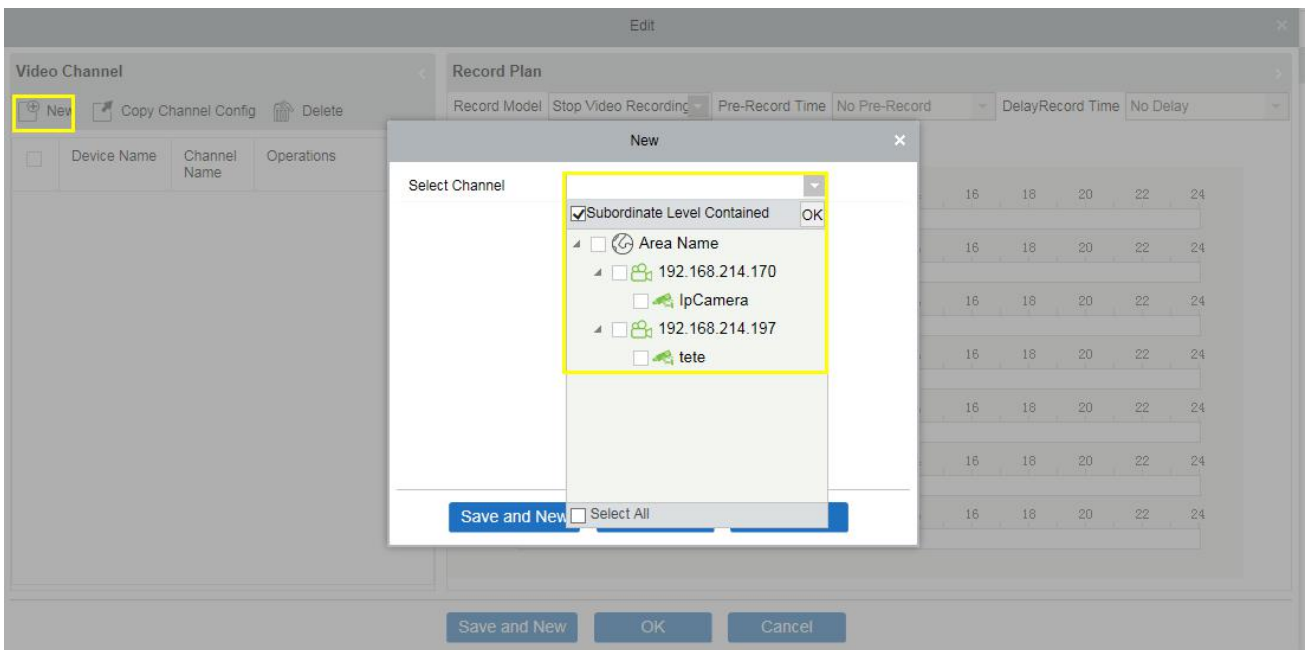 Edit
Video Channel
Record Plan
New Copy Channel Config Delete
Record Model Stop Video Recording Pre-Record Time No Pre-Record DelayRecord Time No Delay
Device Name Channel Name Operations
New
Select Channel
Subordinate Level Contained OK
Area Name
192.168.214.170
IpCamera
192.168.214.197
tete
Select All
Save and New
16 18 20 22 24
16 18 20 22 24
16 18 20 22 24
16 18 20 22 24
16 18 20 22 24
16 18 20 22 24
16 18 20 22 24
Save and New OK Cancel